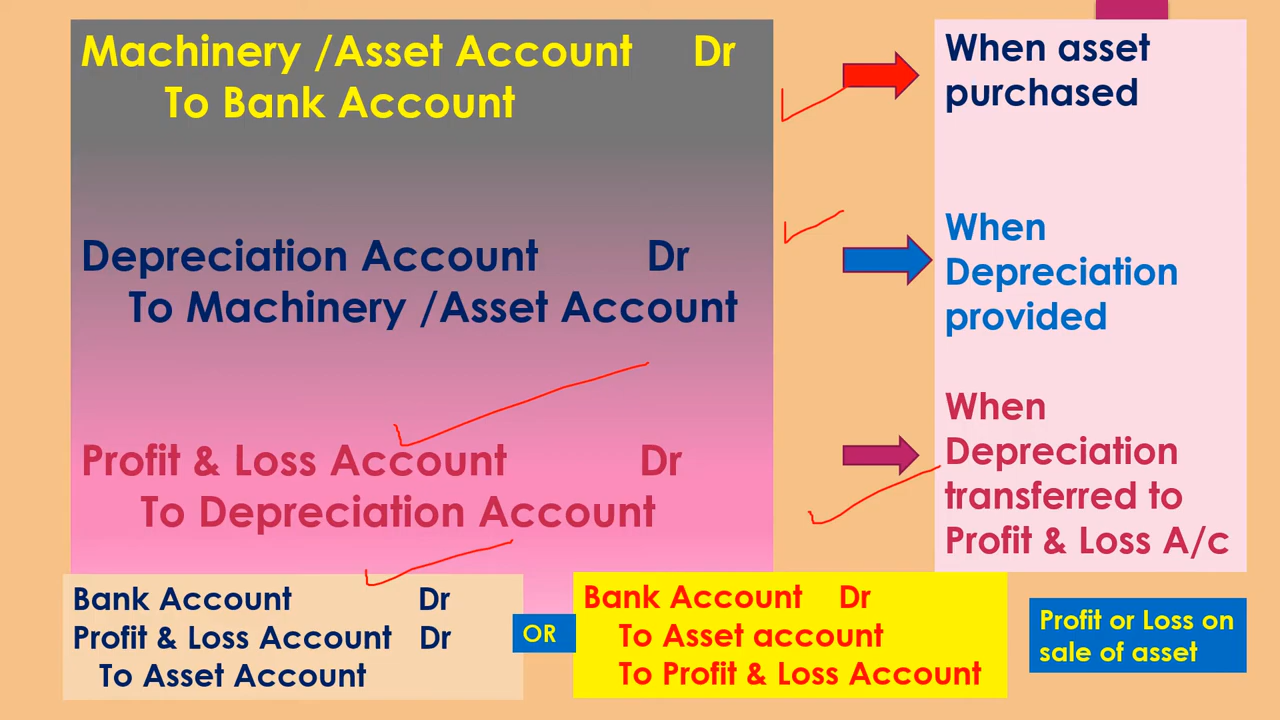 Machinery /Asset Account Dr
To Bank Account
When asset
purchased
Depreciation Account Dr
To Machinery /Asset Account
When
Depreciation
provided
Profit & Loss Account Dr
To Depreciation Account
When
Depreciation
transferred to
Profit & Loss A/c
Bank Account Dr
Profit & Loss Account Dr
To Asset Account
OR
Bank Account Dr
To Asset account
To Profit & Loss Account
Profit or Loss on
sale of asset